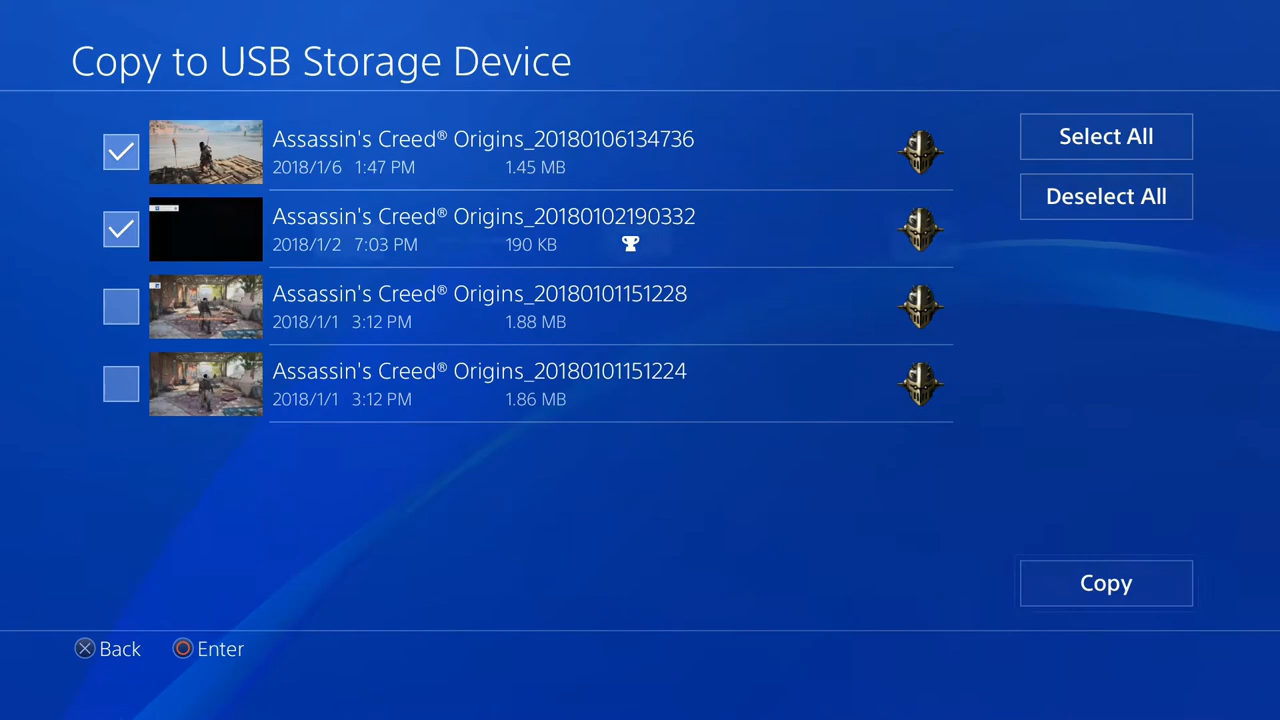 Copy to USB Storage Device
Assassin's Creed® Origins_20180106134736
2018/1/6 1:47 PM 1.45 MB
Assassin's Creed® Origins_20180102190332
2018/1/2 7:03 PM 190 KB
Assassin's Creed® Origins_20180101151228
2018/1/1 3:12 PM 1.88 MB
Assassin's Creed® Origins_20180101151224
2018/1/1 3:12 PM 1.86 MB
Select All
Deselect All
Copy
Back Enter